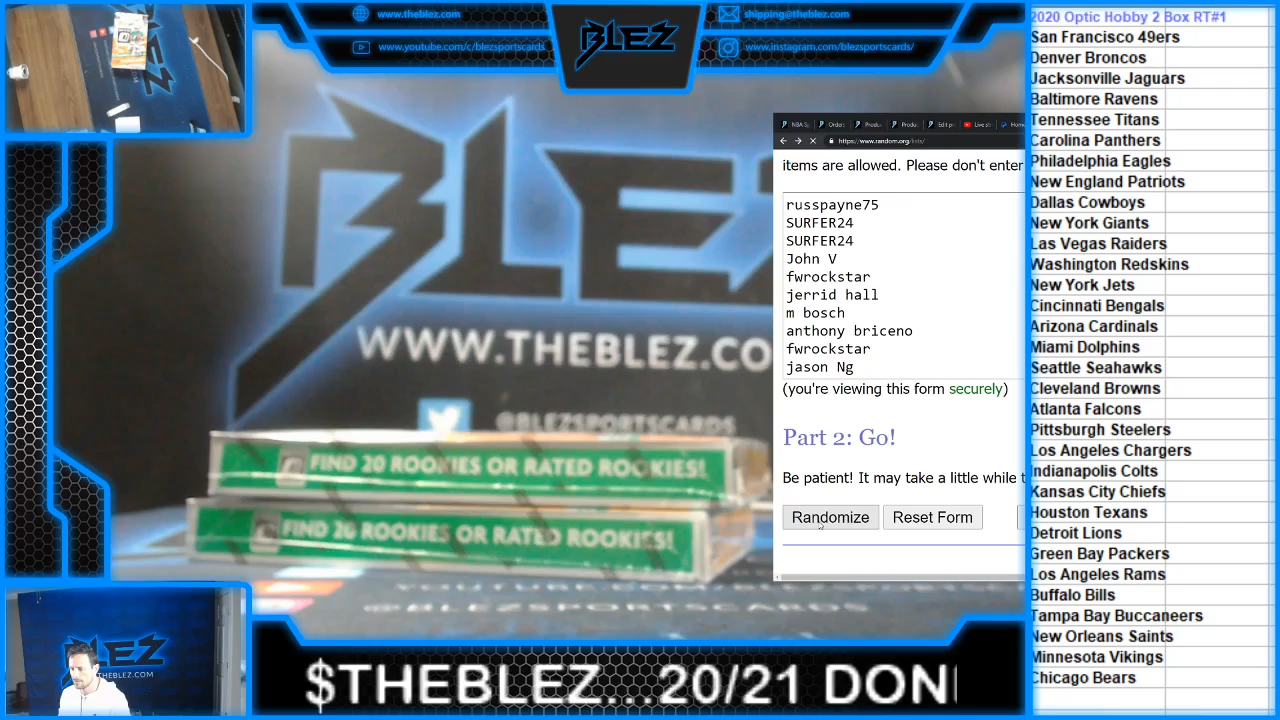 www.theblez.com
shipping@theblez.com
www.youtube.com/c/blezsportscards
www.instagram.com/blezsportscards/
BLEZ
BLEZ
WWW.THEBLEZ.CO
@BLEZSPORTSCARDS
FIND 20 ROOKIES OR RATED ROOKIES!
FIND 20 ROOKIES OR RATED ROOKIES!
@BLEZSPORTSCARDS
https://www.random.org/lists/
items are allowed. Please don't enter
russpayne75
SURFER24
SURFER24
John V
fwrockstar
jerrid hall
m bosch
anthony briceno
fwrockstar
jason Ng
(you're viewing this form securely)
Part 2: Go!
Be patient! It may take a little while t
Randomize
Reset Form
2020 Optic Hobby 2 Box RT#1
San Francisco 49ers
Denver Broncos
Jacksonville Jaguars
Baltimore Ravens
Tennessee Titans
Carolina Panthers
Philadelphia Eagles
New England Patriots
Dallas Cowboys
New York Giants
Las Vegas Raiders
Washington Redskins
New York Jets
Cincinnati Bengals
Arizona Cardinals
Miami Dolphins
Seattle Seahawks
Cleveland Browns
Atlanta Falcons
Pittsburgh Steelers
Los Angeles Chargers
Indianapolis Colts
Kansas City Chiefs
Houston Texans
Detroit Lions
Green Bay Packers
Los Angeles Rams
Buffalo Bills
Tampa Bay Buccaneers
New Orleans Saints
Minnesota Vikings
Chicago Bears
BLEZ
THEBLEZ.COM
$THEBLEZ...20/21 DON